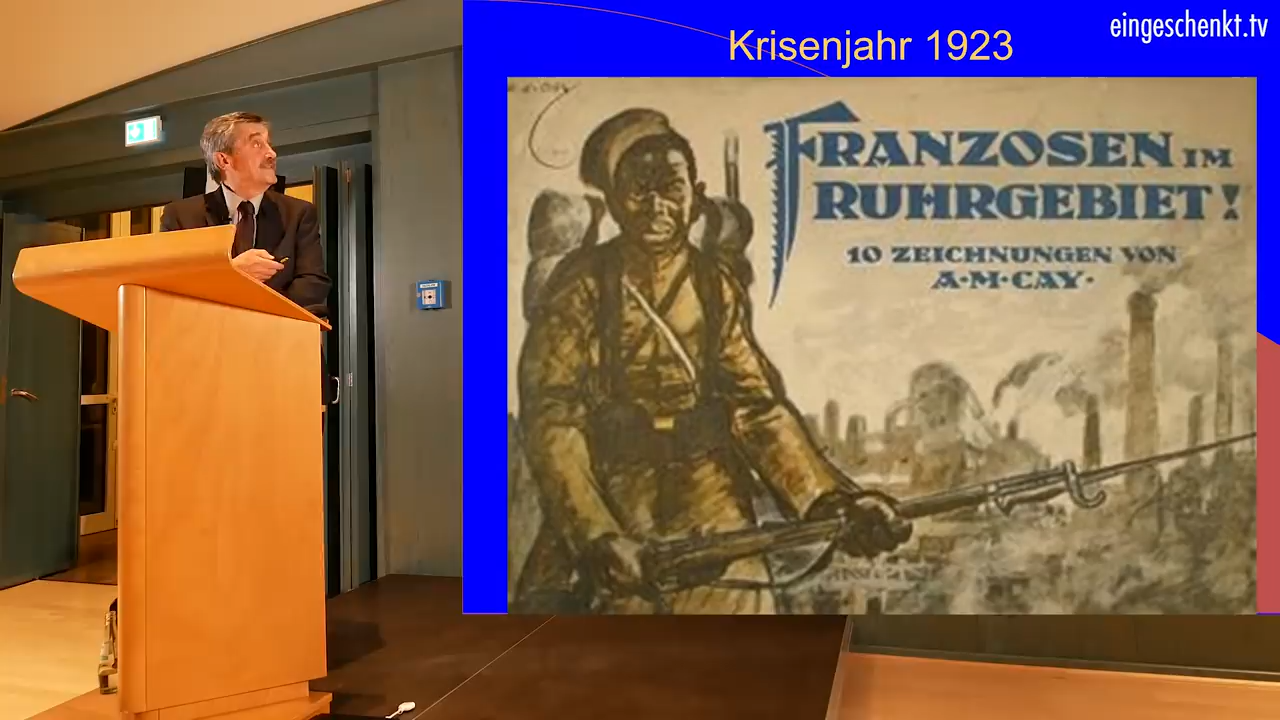 eingeschenkt.tv
Krisenjahr 1923
FRANZOSEN IM
RUHRGEBIET!
10 ZEICHNUNGEN VON
A·M·CAY·